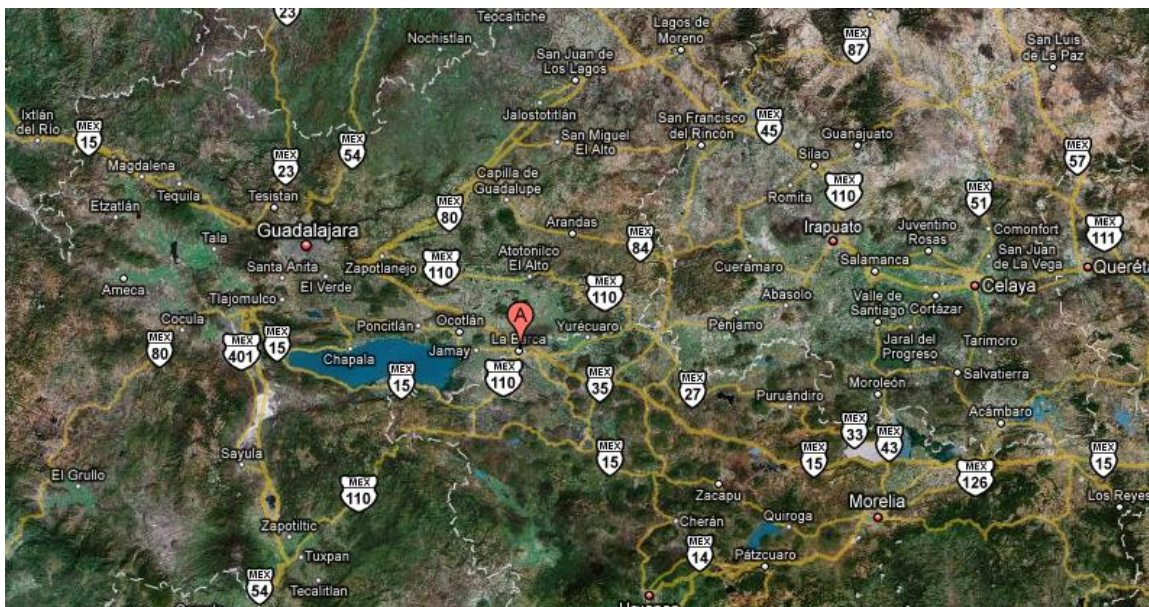 MEX
23
Teocaltiche
Lagos de
Moreno
MEX
87
San Luis
de La Paz
Nochistlan
San Juan de
Los Lagos
Ixtlán
del Río
MEX
15
MEX
54
Jalostotitlán
San Miguel
El Alto
San Francisco
del Rincón
MEX
45
Guanajuato
MEX
57
MEX
23
Magdalena
Tequila
Tesistan
Capilla de
Guadalupe
Silao
MEX
110
Romita
MEX
51
Etzatlán
Tala
Guadalajara
MEX
80
Arandas
MEX
84
Irapuato
Juventino
Rosas
Comonfort
MEX
111
Santa Anita
El Verde
Zapotlanejo
MEX
110
Atotonilco
El Alto
Cuerámaro
Salamanca
San Juan
de La Vega
Queréta
Ameca
Tlajomulco
MEX
110
Abasolo
Celaya
Valle de
Santiago
Cortázar
Cocula
Poncitlán
Ocotlán
A
La Barca
Yurécuaro
Pénjamo
MEX
80
MEX
401
MEX
15
Chapala
Jamay
Jaral del
Progreso
Tarimoro
MEX
15
MEX
110
MEX
35
MEX
27
Puruándiro
Moroleón
Salvatierra
Acámbaro
MEX
33
MEX
43
Sayula
MEX
15
MEX
15
MEX
126
MEX
15
El Grullo
MEX
110
Zacapu
Morelia
Los Reyes
Zapotiltic
Cherán
Quiroga
Tuxpan
MEX
14
Pátzcuaro
MEX
54
Tecalitlan